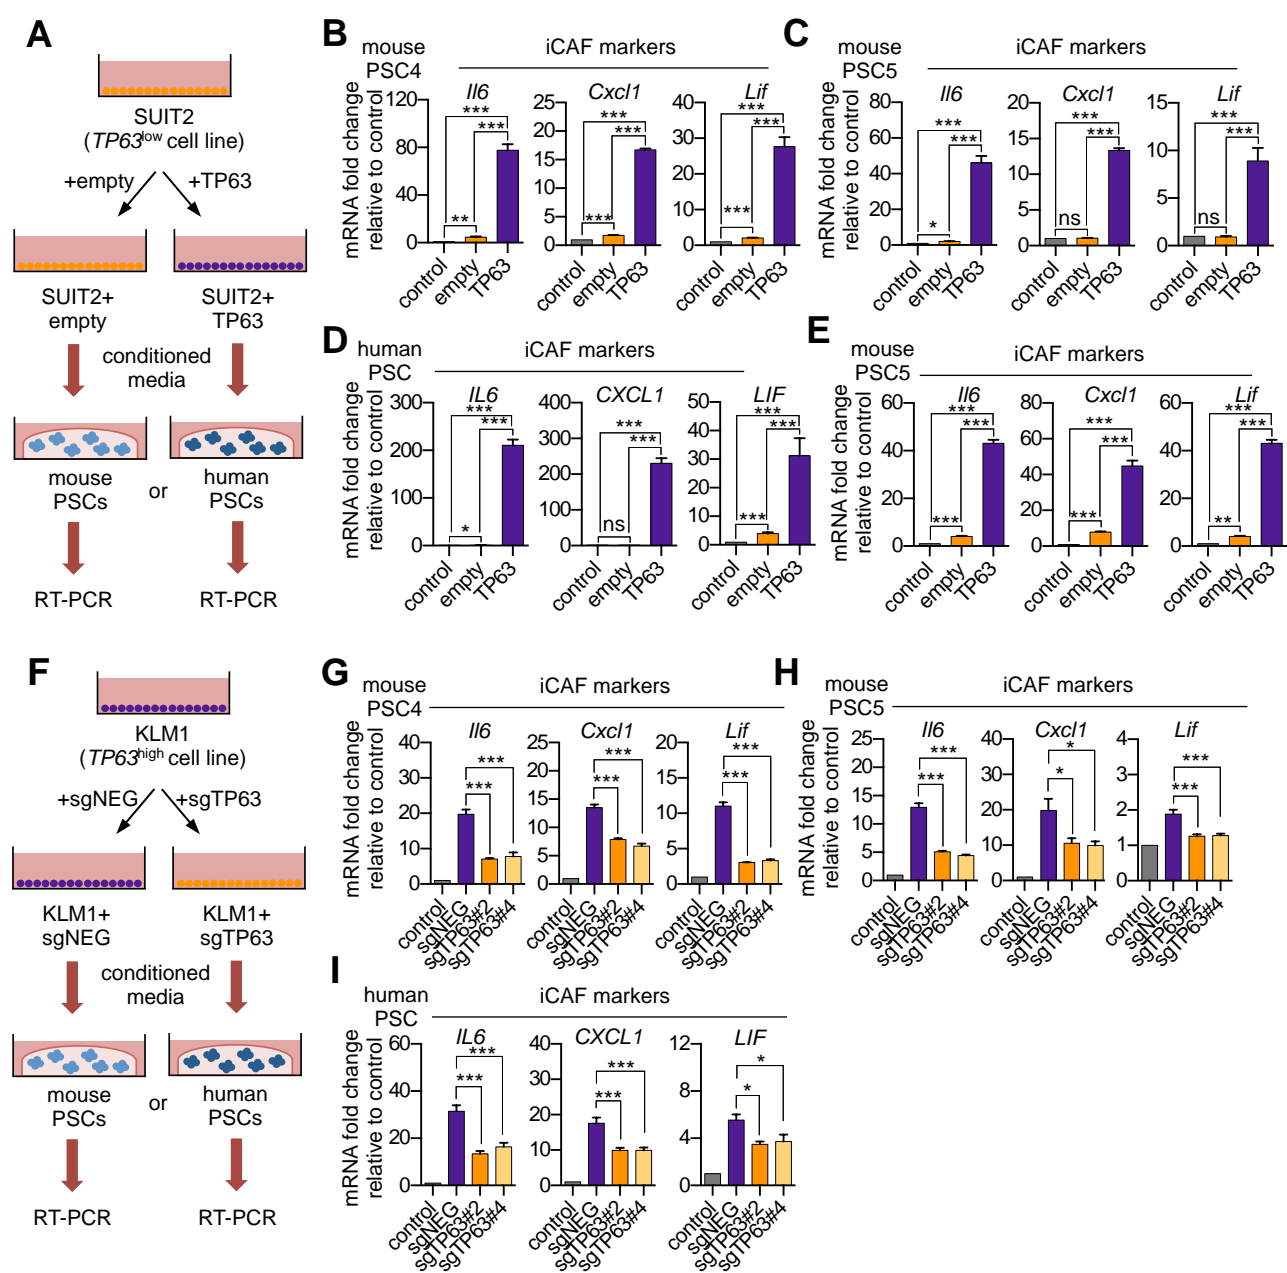 A
SUIT2
(TP63low cell line)
+empty
+TP63
SUIT2+
empty
SUIT2+
TP63
conditioned
media
mouse
PSCs
or
human
PSCs
RT-PCR
RT-PCR
B
mouse
PSC4
iCAF markers
mRNA fold change
relative to control
Il6
120
80
40
0
***
***
**
control
empty
TP63
Cxcl1
25
20
15
10
5
0
***
***
***
control
empty
TP63
Lif
40
30
20
10
0
***
***
***
control
empty
TP63
C
mouse
PSC5
iCAF markers
mRNA fold change
relative to control
Il6
80
60
40
20
0
***
***
*
control
empty
TP63
Cxcl1
20
15
10
5
0
***
***
ns
control
empty
TP63
Lif
15
10
5
0
***
***
ns
control
empty
TP63
D
human
PSC
iCAF markers
mRNA fold change
relative to control
IL6
300
200
100
0
***
***
*
control
empty
TP63
CXCL1
400
300
200
100
0
***
***
ns
control
empty
TP63
LIF
50
40
30
20
10
0
***
***
***
control
empty
TP63
E
mouse
PSC5
iCAF markers
mRNA fold change
relative to control
Il6
60
40
20
0
***
***
***
control
empty
TP63
Cxcl1
80
60
40
20
0
***
***
***
control
empty
TP63
Lif
60
40
20
0
***
***
**
control
empty
TP63
F
KLM1
(TP63high cell line)
+sgNEG
+sgTP63
KLM1+
sgNEG
KLM1+
sgTP63
conditioned
media
mouse
PSCs
or
human
PSCs
RT-PCR
RT-PCR
G
mouse
PSC4
iCAF markers
mRNA fold change
relative to control
Il6
40
30
20
10
0
***
***
control
sgNEG
sgTP63#2
sgTP63#4
Cxcl1
25
20
15
10
5
0
***
***
control
sgNEG
sgTP63#2
sgTP63#4
Lif
20
15
10
5
0
***
***
control
sgNEG
sgTP63#2
sgTP63#4
H
mouse
PSC5
iCAF markers
mRNA fold change
relative to control
Il6
25
20
15
10
5
0
***
***
control
sgNEG
sgTP63#2
sgTP63#4
Cxcl1
40
30
20
10
0
*
*
control
sgNEG
sgTP63#2
sgTP63#4
Lif
4
3
2
1
0
***
***
control
sgNEG
sgTP63#2
sgTP63#4
I
human
PSC
iCAF markers
mRNA fold change
relative to control
IL6
60
40
20
0
***
***
control
sgNEG
sgTP63#2
sgTP63#4
CXCL1
40
30
20
10
0
***
***
control
sgNEG
sgTP63#2
sgTP63#4
LIF
12
8
4
0
*
*
control
sgNEG
sgTP63#2
sgTP63#4